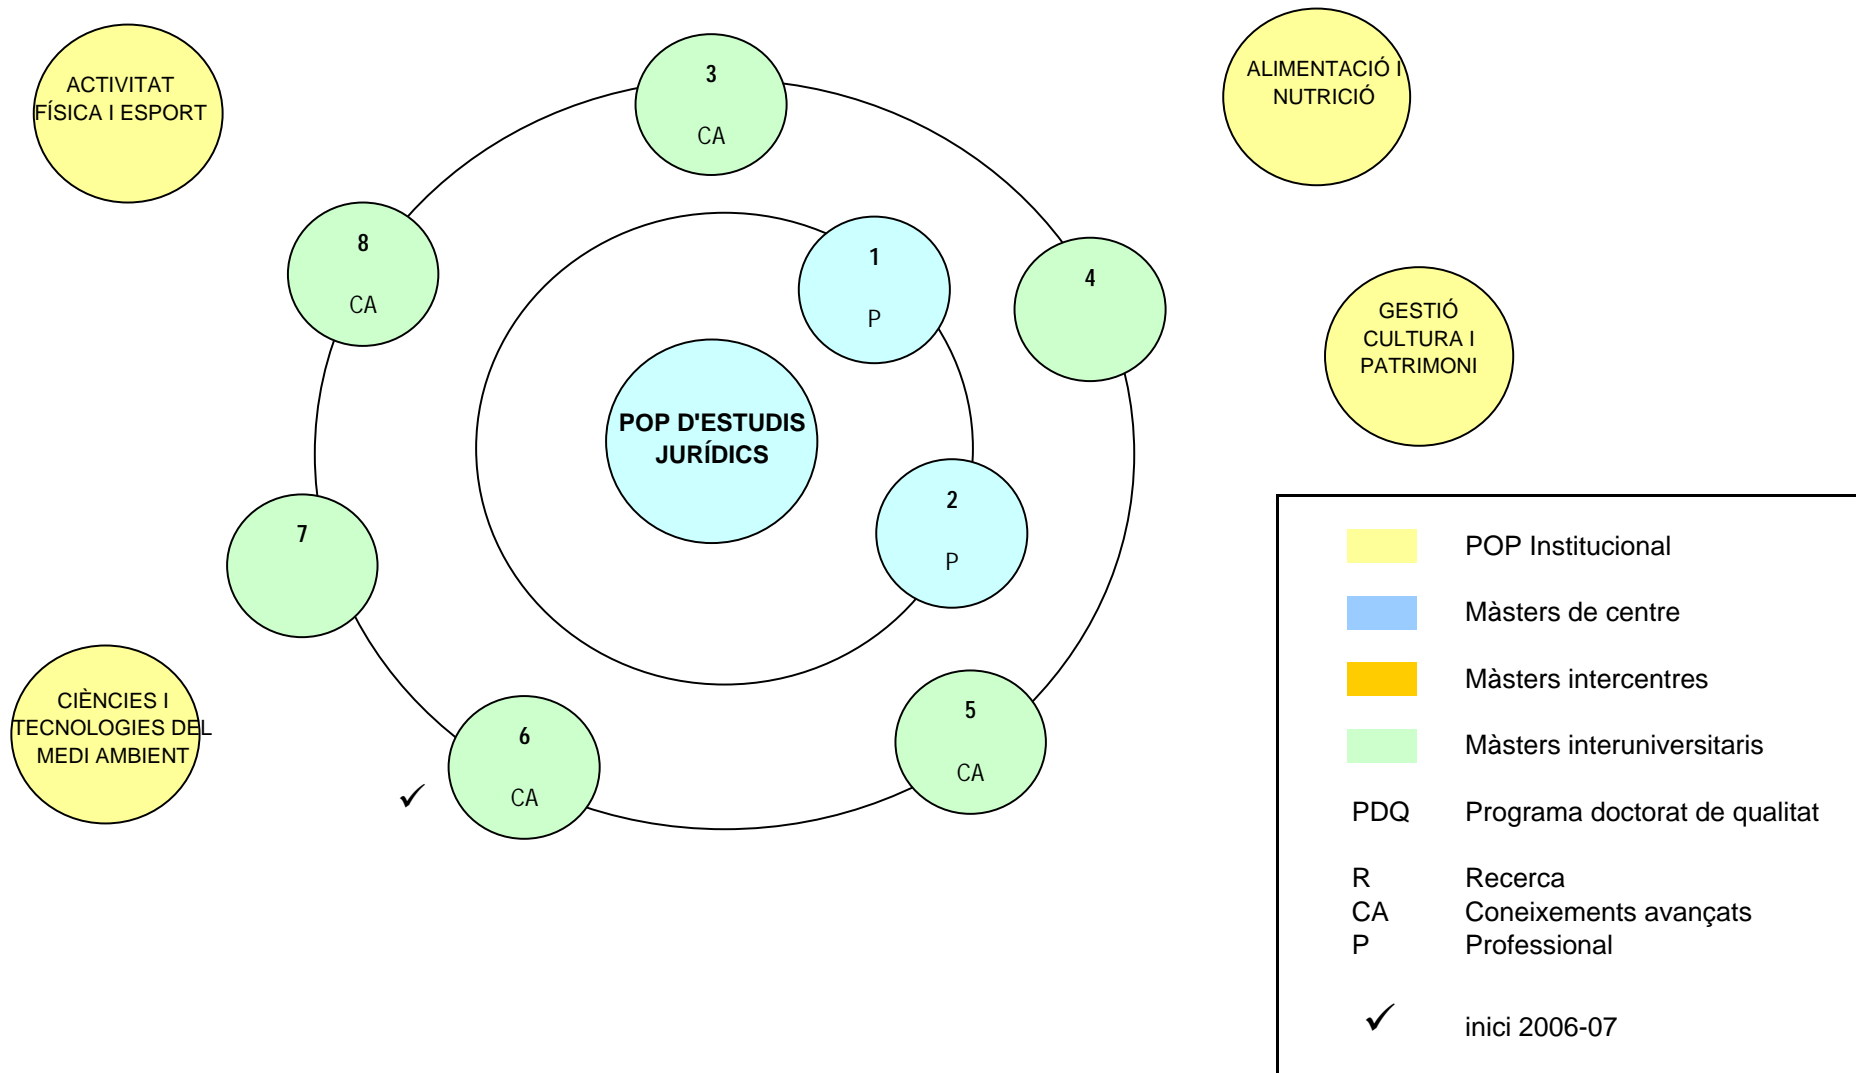 ACTIVITAT
FÍSICA I ESPORT
3
CA
ALIMENTACIÓ I
NUTRICIÓ
8
CA
1
P
4
GESTIÓ
CULTURA I
PATRIMONI
POP D'ESTUDIS
JURÍDICS
2
P
7
CIÈNCIES I
TECNOLOGIES DEL
MEDI AMBIENT
6
CA
5
CA
✓
POP Institucional
Màsters de centre
Màsters intercentres
Màsters interuniversitaris
PDQ Programa doctorat de qualitat
R Recerca
CA Coneixements avançats
P Professional
✓ inici 2006-07